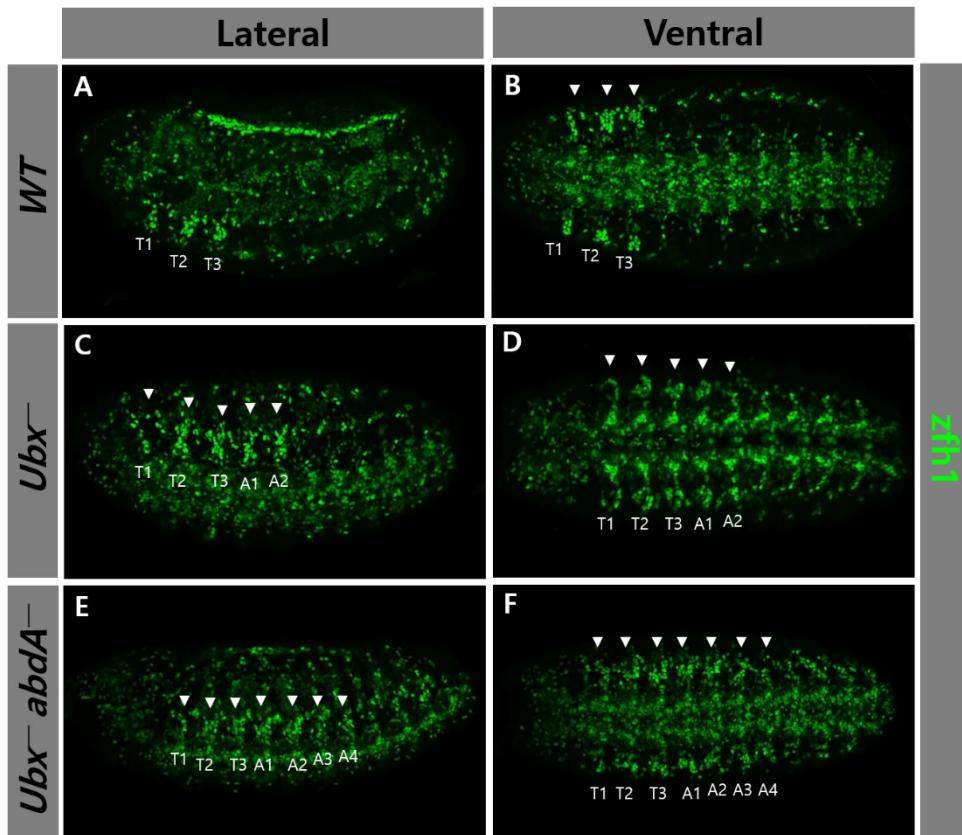 Lateral
Ventral
WT
A
T1
T2
T3
B
T1
T2
T3
Ubx—
C
T1
T2
T3
A1
A2
D
T1
T2
T3
A1
A2
Ubx— abdA—
E
T1
T2
T3
A1
A2
A3
A4
F
T1
T2
T3
A1
A2
A3
A4
zfh1